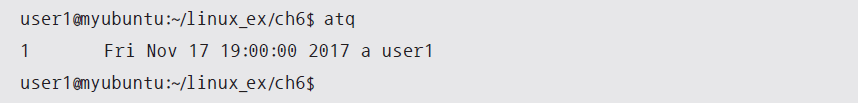 user1@myubuntu:~/linux_ex/ch6$ atq
1 Fri Nov 17 19:00:00 2017 a user1
user1@myubuntu:~/linux_ex/ch6$